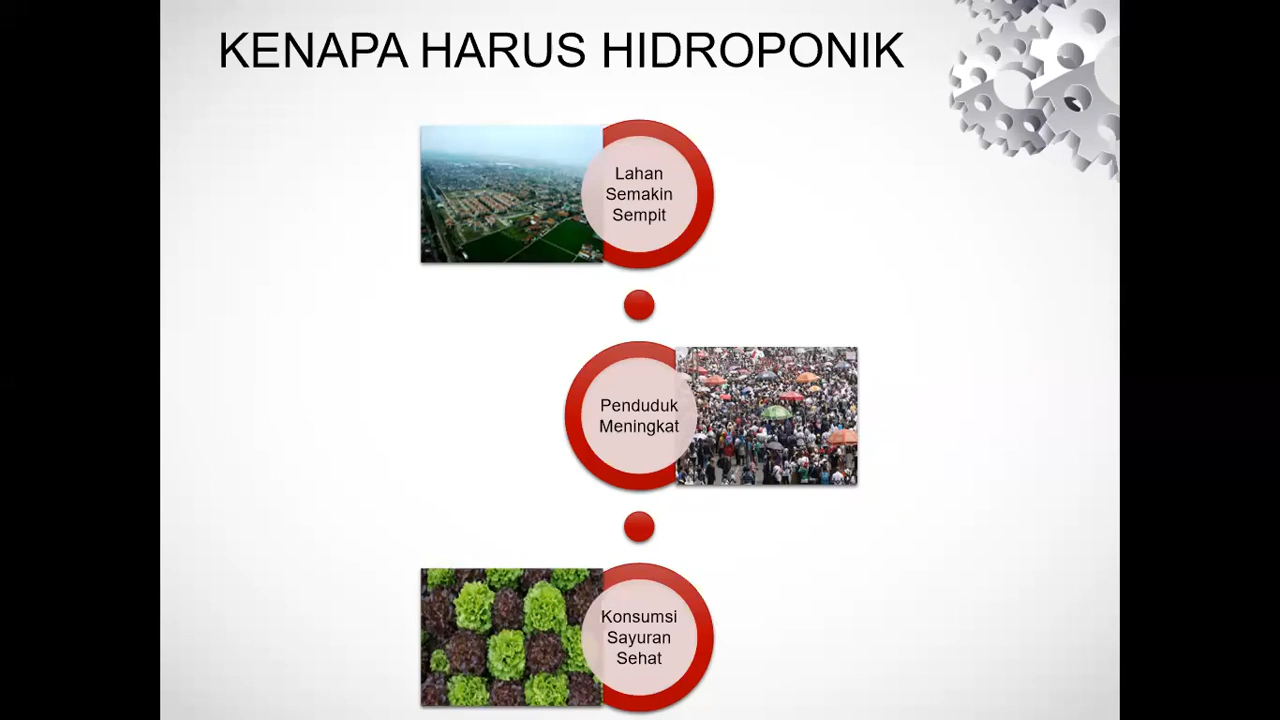 KENAPA HARUS HIDROPONIK
Lahan
Semakin
Sempit
Penduduk
Meningkat
Konsumsi
Sayuran
Sehat